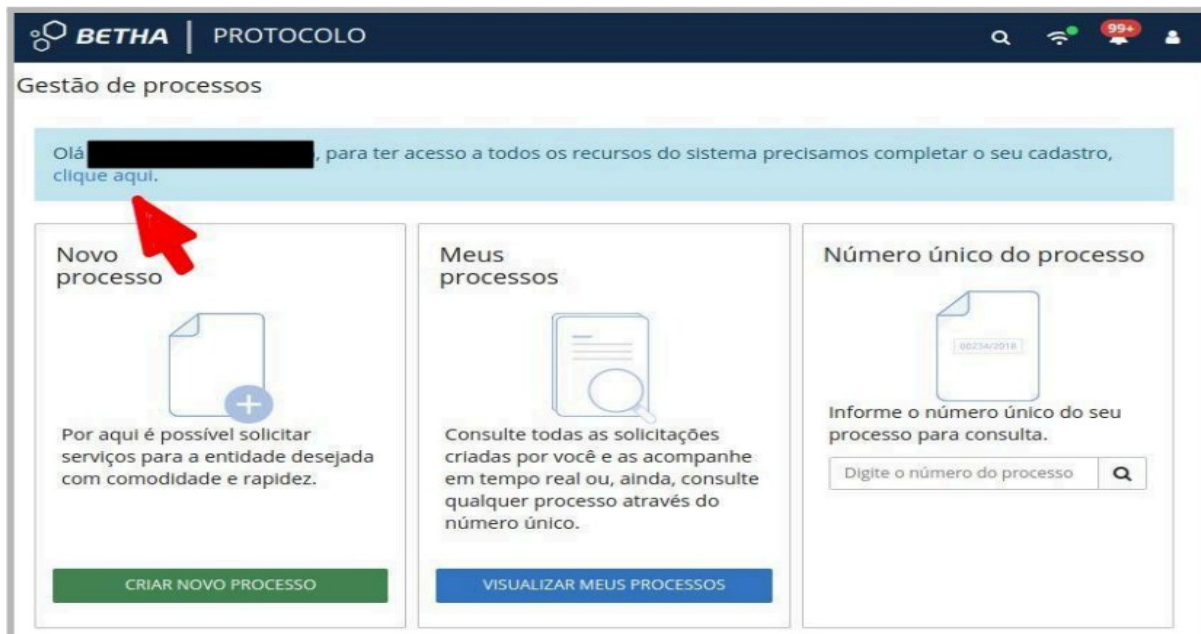 BETHA | PROTOCOLO
99+
Gestão de processos
Olá , para ter acesso a todos os recursos do sistema precisamos completar o seu cadastro,
clique aqui.
Novo
processo
Por aqui é possível solicitar
serviços para a entidade desejada
com comodidade e rapidez.
CRIAR NOVO PROCESSO
Meus
processos
Consulte todas as solicitações
criadas por você e as acompanhe
em tempo real ou, ainda, consulte
qualquer processo através do
número único.
VISUALIZAR MEUS PROCESSOS
Número único do processo
00234/2018
Informe o número único do seu
processo para consulta.
Digite o número do processo